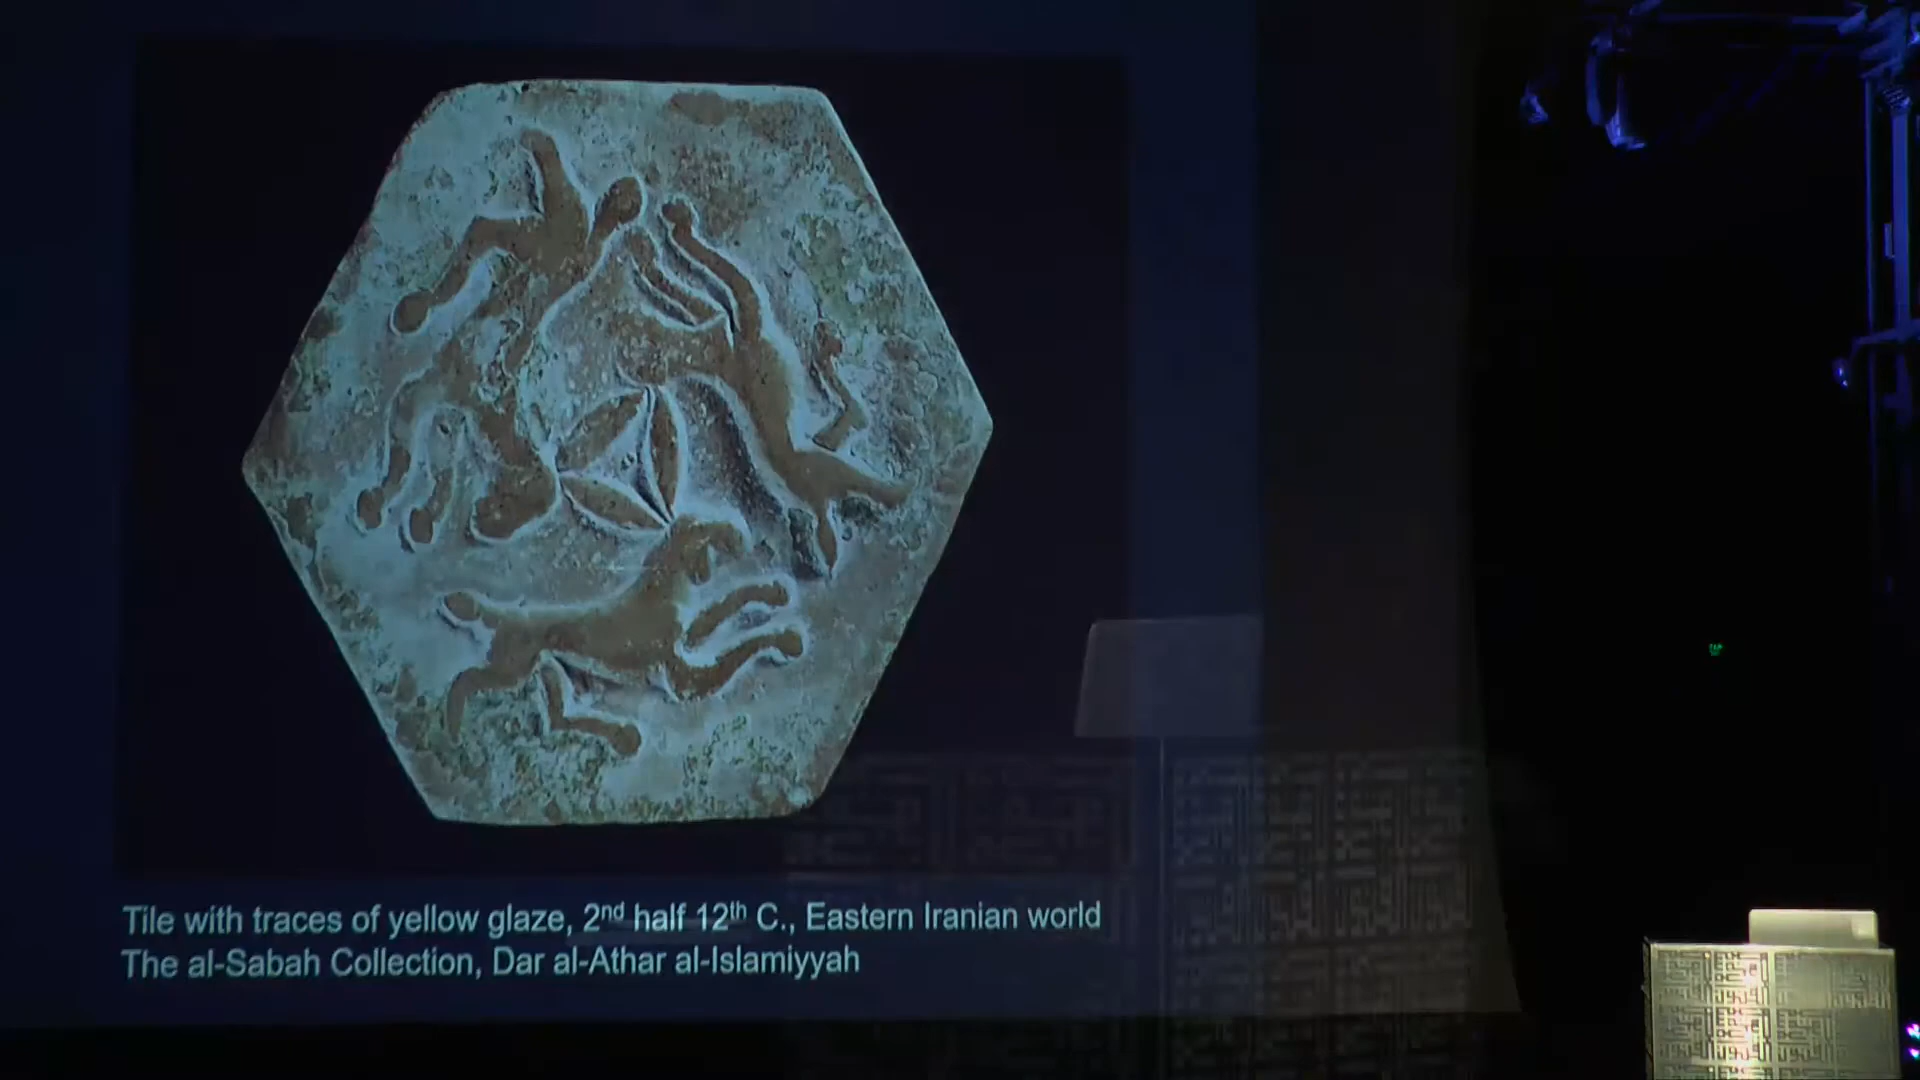 Tile with traces of yellow glaze, 2nd half 12th C., Eastern Iranian world
The al-Sabah Collection, Dar al-Athar al-Islamiyyah